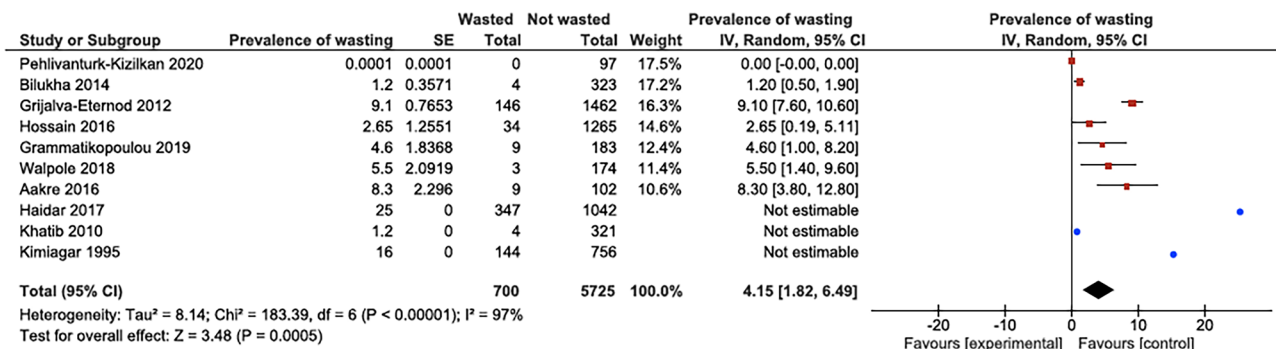 Wasted Not wasted Prevalence of wasting Prevalence of wasting
Study or Subgroup Prevalence of wasting SE Total Total Weight IV, Random, 95% CI IV, Random, 95% CI
Pehlivanturk-Kizilkan 2020 0.0001 0.0001 0 97 17.5% 0.00 [-0.00, 0.00]
Bilukha 2014 1.2 0.3571 4 323 17.2% 1.20 [0.50, 1.90]
Grijalva-Eternod 2012 9.1 0.7653 146 1462 16.3% 9.10 [7.60, 10.60]
Hossain 2016 2.65 1.2551 34 1265 14.6% 2.65 [0.19, 5.11]
Grammatikopoulou 2019 4.6 1.8368 9 183 12.4% 4.60 [1.00, 8.20]
Walpole 2018 5.5 2.0919 3 174 11.4% 5.50 [1.40, 9.60]
Aakre 2016 8.3 2.296 9 102 10.6% 8.30 [3.80, 12.80]
Haidar 2017 25 0 347 1042 Not estimable
Khatib 2010 1.2 0 4 321 Not estimable
Kimiagar 1995 16 0 144 756 Not estimable
Total (95% CI) 700 5725 100.0% 4.15 [1.82, 6.49]
Heterogeneity: Tau² = 8.14; Chi² = 183.39, df = 6 (P < 0.00001); I² = 97%
Test for overall effect: Z = 3.48 (P = 0.0005)
-20 -10 0 10 20
Favours [experimental] Favours [control]